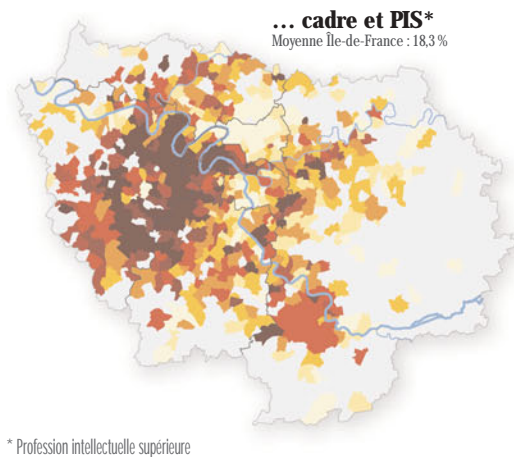 ... cadre et PIS*
Moyenne Île-de-France : 18,3 %
* Profession intellectuelle supérieure